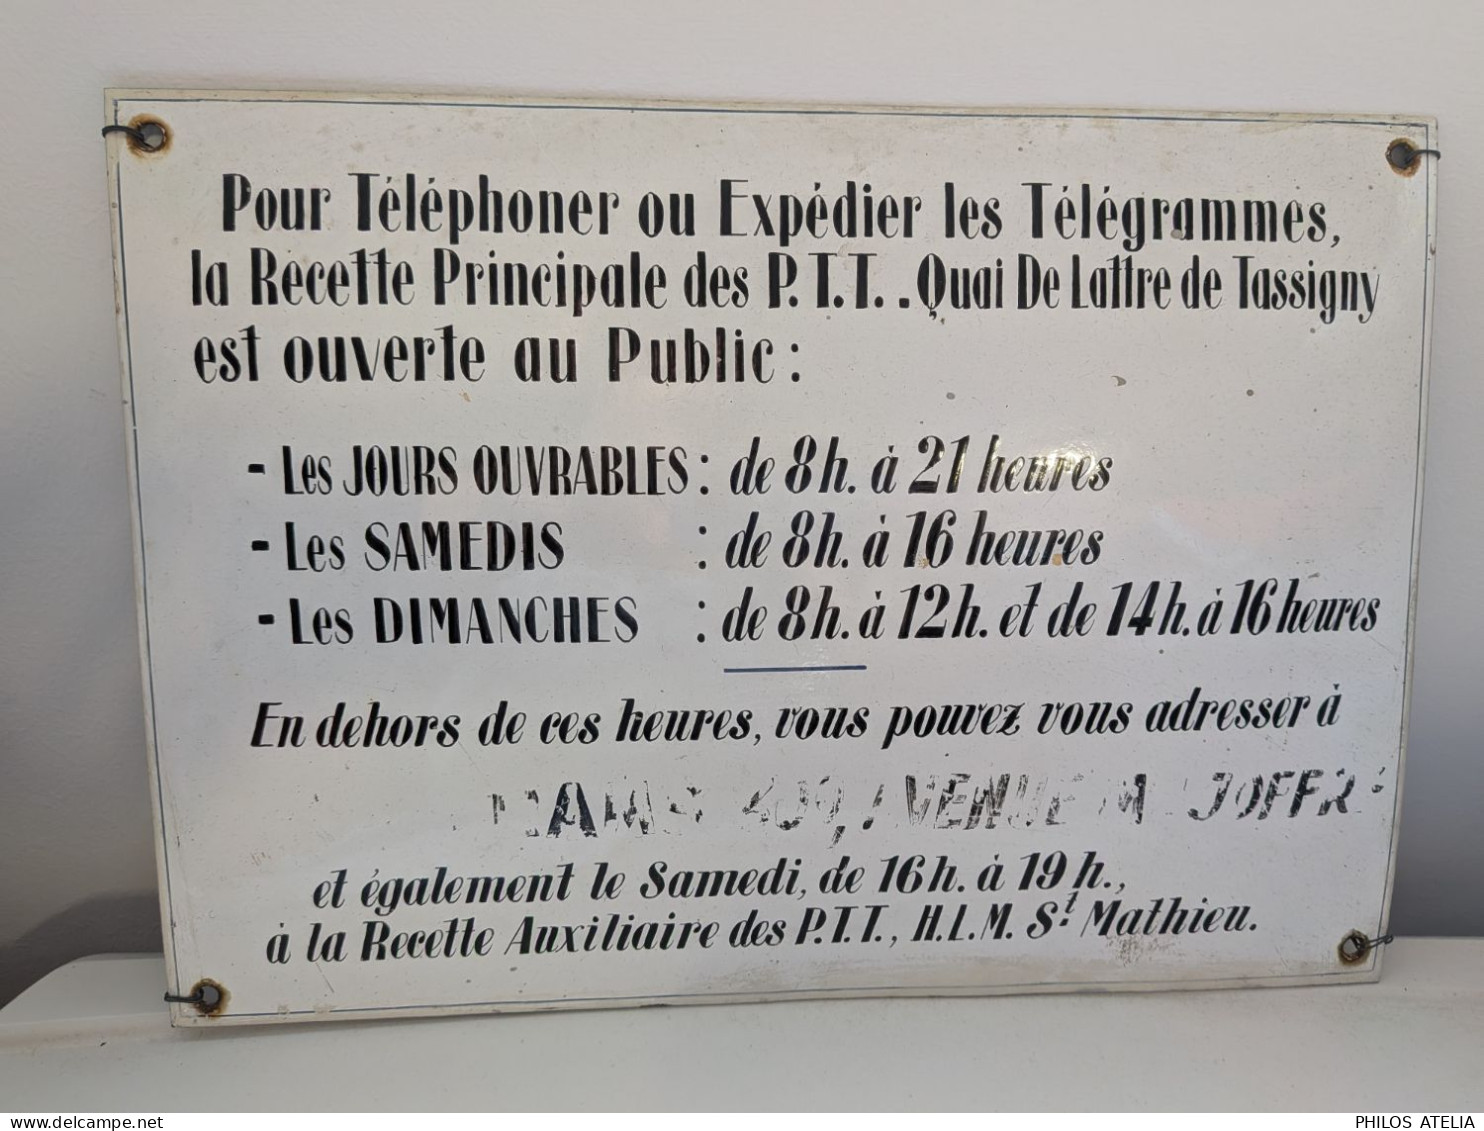 Pour Téléphoner ou Expédier les Télégrammes,
la Recette Principale des P.T.T.. Quai De Lattre de Tassigny
est ouverte au Public :
- Les JOURS OUVRABLES : de 8h. à 21 heures
- Les SAMEDIS : de 8h. à 16 heures
- Les DIMANCHES : de 8h. à 12h. et de 14h. à 16 heures
En dehors de ces heures, vous pouvez vous adresser à
AVENUE JOFFRE
et également le Samedi, de 16h. à 19h.,
à la Recette Auxiliaire des P.T.T., H.L.M. St Mathieu.
www.delcampe.net
PHILOS ATELIA